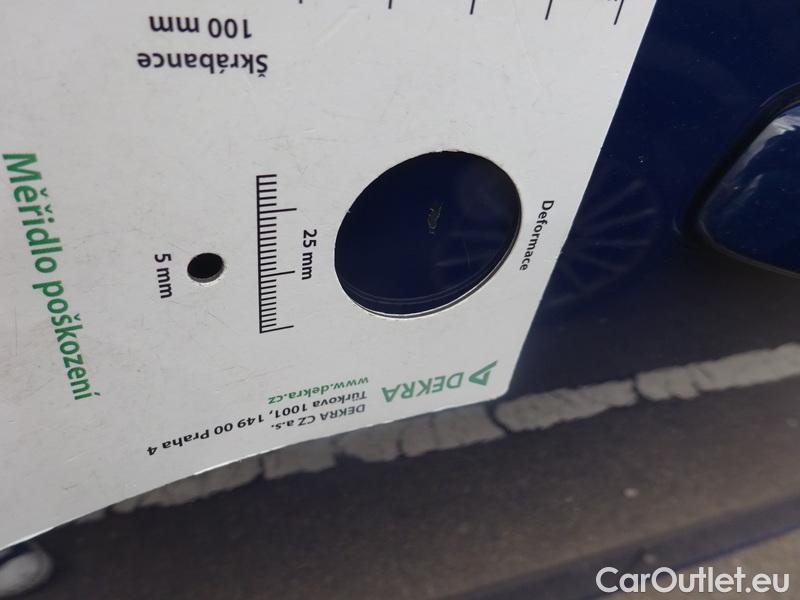 100 mm
Škrábance
Měřidlo poškození
5 mm
25 mm
Deformace
DEKRA
www.dekra.cz
DEKRA CZ a.s.
Türkova 1001, 149 00 Praha 4
CarOutlet.eu